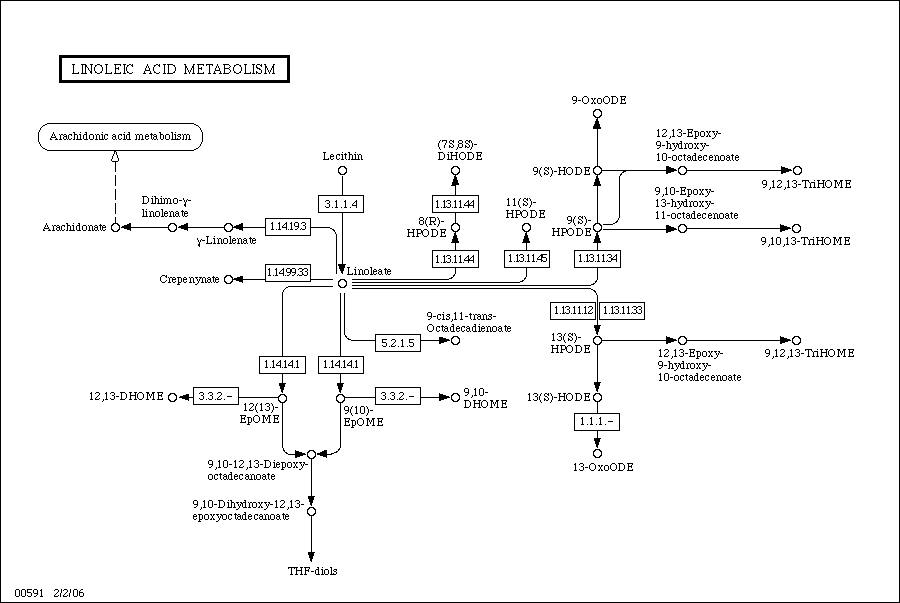 LINOLEIC ACID METABOLISM
9-OxoODE
Arachidonic acid metabolism
Lecithin
(7S,8S)-
DiHODE
12,13-Epoxy-
9-hydroxy-
10-octadecenoate
9(S)-HODE
9,12,13-TriHOME
3.1.1.4
1.13.11.44
Dihimo-γ-
linolenate
11(S)-
HPODE
9,10-Epoxy-
13-hydroxy-
11-octadecenoate
8(R)-
HPODE
9(S)-
HPODE
Arachidonate
1.14.19.3
γ-Linolenate
9,10,13-TriHOME
1.13.11.44
1.13.11.45
1.13.11.34
Crepenynate
1.14.99.33
Linoleate
1.13.11.12
1.13.11.33
9-cis,11-trans-
Octadecadienoate
5.2.1.5
13(S)-
HPODE
12,13-Epoxy-
9-hydroxy-
10-octadecenoate
9,12,13-TriHOME
1.14.14.1
1.14.14.1
12,13-DHOME
3.3.2.-
12(13)-
EpOME
9(10)-
EpOME
3.3.2.-
9,10-
DHOME
13(S)-HODE
1.1.1.-
13-OxoODE
9,10-12,13-Diepoxy-
octadecanoate
9,10-Dihydroxy-12,13-
epoxyoctadecanoate
THF-diols
00591 2/2/06